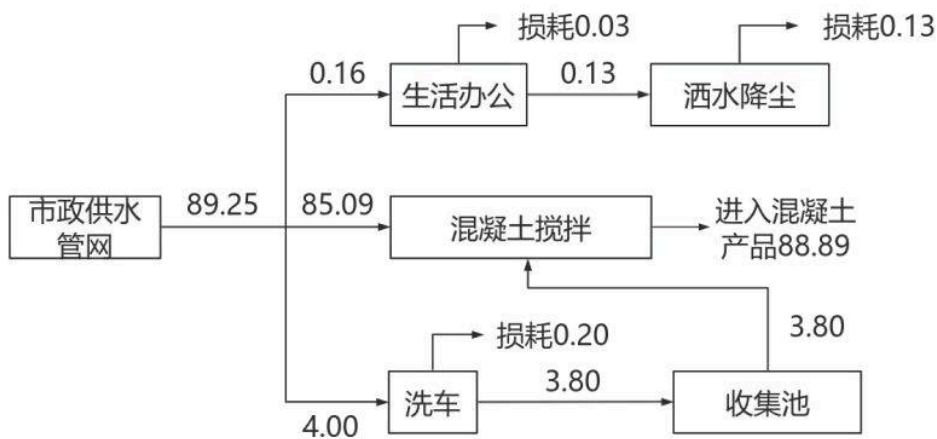 损耗0.03
损耗0.13
0.16
生活办公
0.13
洒水降尘
市政供水
管网
89.25
85.09
混凝土搅拌
进入混凝土
产品88.89
损耗0.20
3.80
4.00
洗车
3.80
收集池